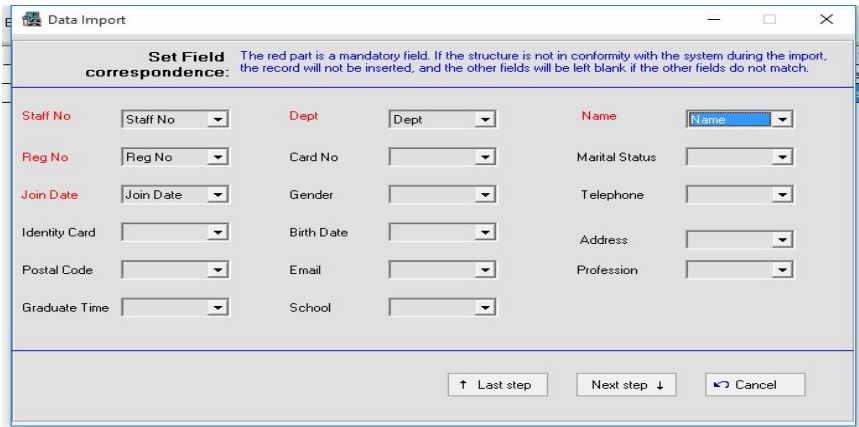 Data Import
Set Field The red part is a mandatory field. If the structure is not in conformity with the system during the import,
correspondence: the record will not be inserted, and the other fields will be left blank if the other fields do not match.
Staff No Staff No Dept Dept Name Name
Reg No Reg No Card No Marital Status
Join Date Join Date Gender Telephone
Identity Card Birth Date Address
Postal Code Email Profession
Graduate Time School
↑ Last step Next step ↓ Cancel